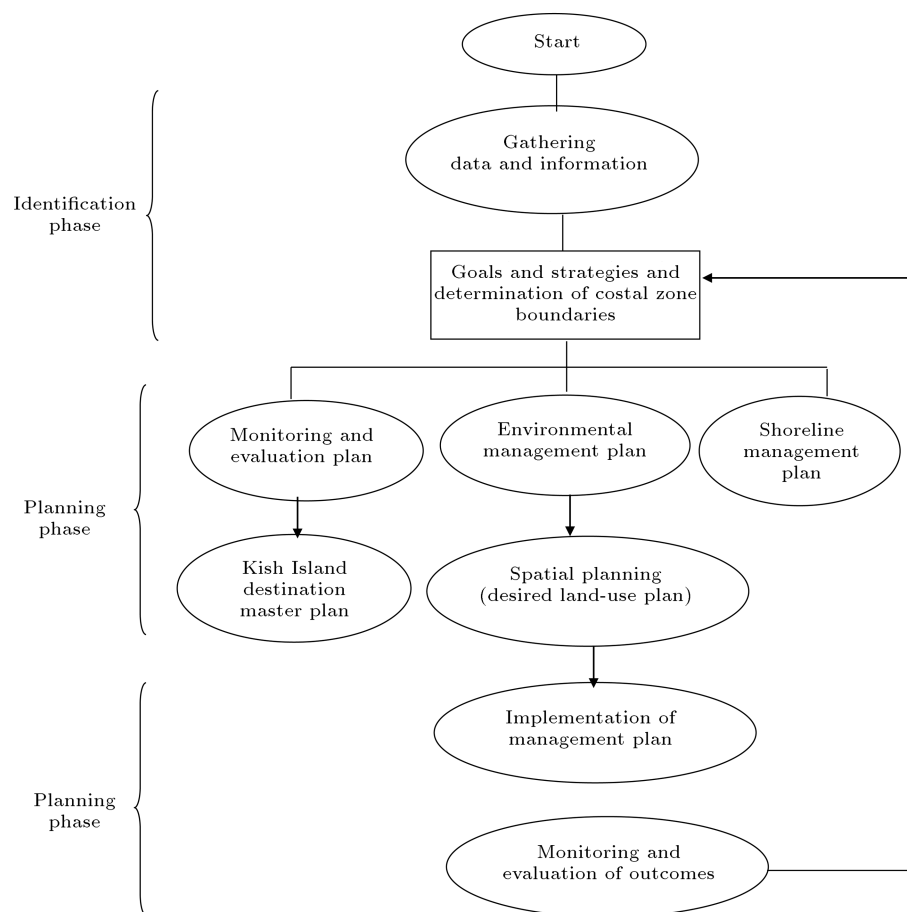 Start
Gathering
data and information
Identification
phase
Goals and strategies and
determination of costal zone
boundaries
Monitoring and
evaluation plan
Environmental
management plan
Shoreline
management
plan
Planning
phase
Kish Island
destination
master plan
Spatial planning
(desired land-use plan)
Implementation of
management plan
Planning
phase
Monitoring and
evaluation of outcomes